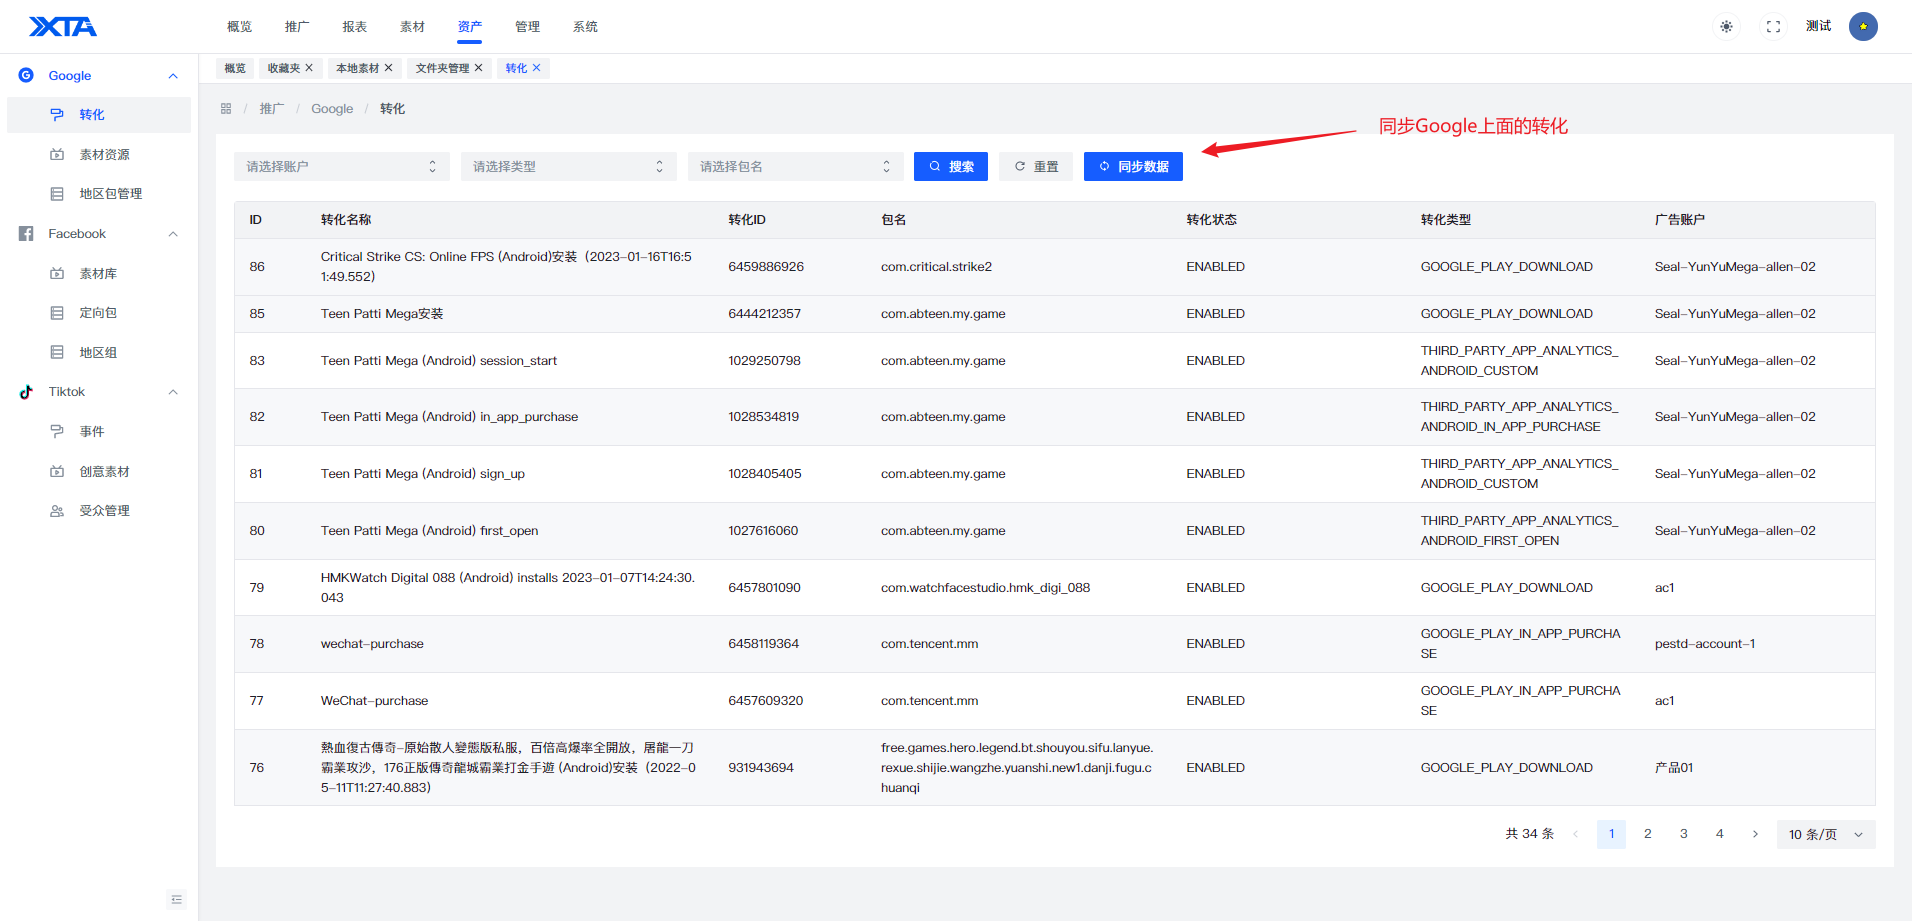 XTA
概览 推广 报表 素材 资产 管理 系统 测试
Google
转化
素材资源
地区包管理
Facebook
素材库
定向包
地区组
Tiktok
事件
创意素材
受众管理
概览 收藏夹 本地素材 文件夹管理 转化
/ 推广 / Google / 转化
同步Google上面的转化
请选择账户 请选择类型 请选择包名 搜索 重置 同步数据
ID 转化名称 转化ID 包名 转化状态 转化类型 广告账户
86 Critical Strike CS: Online FPS (Android)安装（2023-01-16T16:5
1:49.552） 6459886926 com.critical.strike2 ENABLED GOOGLE_PLAY_DOWNLOAD Seal-YunYuMega-allen-02
85 Teen Patti Mega安装 6444212357 com.abteen.my.game ENABLED GOOGLE_PLAY_DOWNLOAD Seal-YunYuMega-allen-02
83 Teen Patti Mega (Android) session_start 1029250798 com.abteen.my.game ENABLED THIRD_PARTY_APP_ANALYTICS_
ANDROID_CUSTOM Seal-YunYuMega-allen-02
82 Teen Patti Mega (Android) in_app_purchase 1028534819 com.abteen.my.game ENABLED THIRD_PARTY_APP_ANALYTICS_
ANDROID_IN_APP_PURCHASE Seal-YunYuMega-allen-02
81 Teen Patti Mega (Android) sign_up 1028405405 com.abteen.my.game ENABLED THIRD_PARTY_APP_ANALYTICS_
ANDROID_CUSTOM Seal-YunYuMega-allen-02
80 Teen Patti Mega (Android) first_open 1027616060 com.abteen.my.game ENABLED THIRD_PARTY_APP_ANALYTICS_
ANDROID_FIRST_OPEN Seal-YunYuMega-allen-02
79 HMKWatch Digital 088 (Android) installs 2023-01-07T14:24:30.
043 6457801090 com.watchfacestudio.hmk_digi_088 ENABLED GOOGLE_PLAY_DOWNLOAD ac1
78 wechat-purchase 6458119364 com.tencent.mm ENABLED GOOGLE_PLAY_IN_APP_PURCHA
SE pestd-account-1
77 WeChat-purchase 6457609320 com.tencent.mm ENABLED GOOGLE_PLAY_IN_APP_PURCHA
SE ac1
76 熱血復古傳奇-原始散人變態版私服，百倍高爆率全開放，屠龍一刀
霸業攻沙，176正版傳奇龍城霸業打金手遊 (Android)安装（2022-0
5-11T11:27:40.883） 931943694 free.games.hero.legend.bt.shouyou.sifu.lanyue.
rexue.shijie.wangzhe.yuanshi.new1.danji.fugu.c
huanqi ENABLED GOOGLE_PLAY_DOWNLOAD 产品01
共 34 条 1 2 3 4 10 条/页